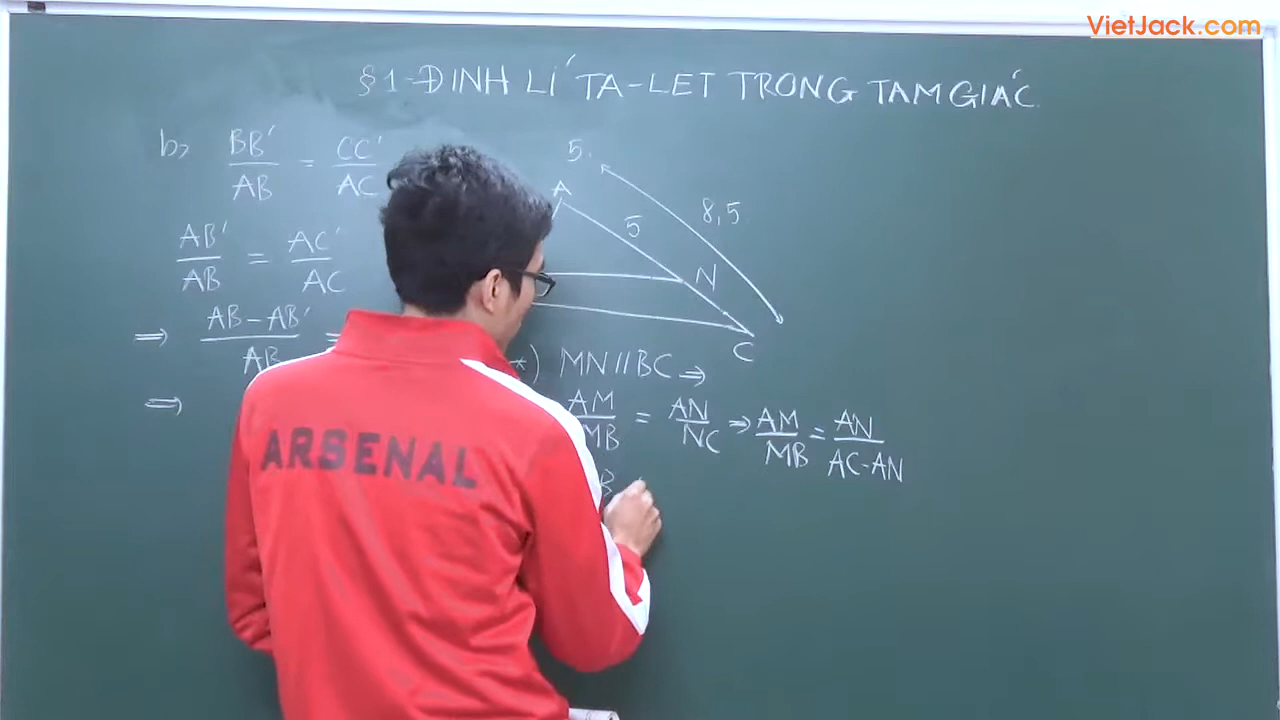 VietJack.com
§1-ĐỊNH LÍ TA-LET TRONG TAM GIÁC.
b, BB'/AB = CC'/AC
AB'/AB = AC'/AC
⇒ AB-AB'/AB =
⇒
5.
A
8,5
5
N
C
*) MN//BC ⇒
AM/MB = AN/NC ⇒ AM/MB = AN/AC-AN
B
ARSENAL